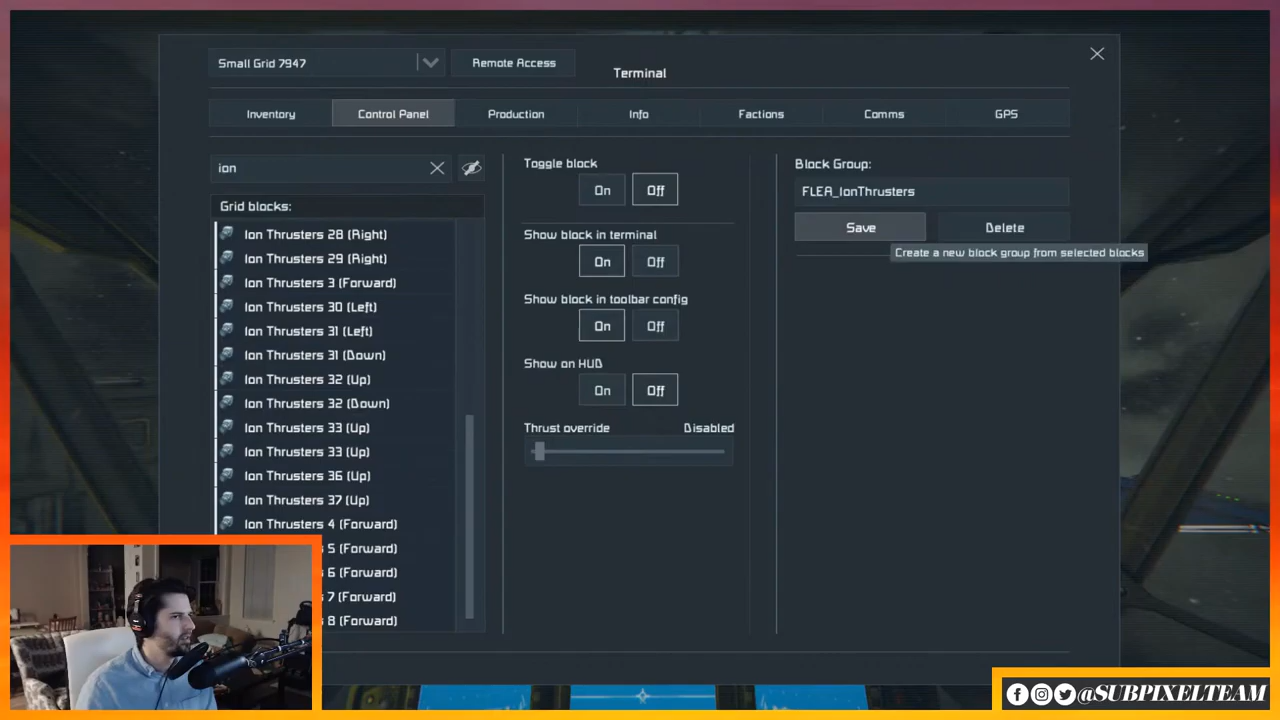 Small Grid 7947
Remote Access
Terminal
Inventory
Control Panel
Production
Info
Factions
Comms
GPS
ion
Grid blocks:
Ion Thrusters 28 (Right)
Ion Thrusters 29 (Right)
Ion Thrusters 3 (Forward)
Ion Thrusters 30 (Left)
Ion Thrusters 31 (Left)
Ion Thrusters 31 (Down)
Ion Thrusters 32 (Up)
Ion Thrusters 32 (Down)
Ion Thrusters 33 (Up)
Ion Thrusters 33 (Up)
Ion Thrusters 36 (Up)
Ion Thrusters 37 (Up)
Ion Thrusters 4 (Forward)
s 5 (Forward)
s 6 (Forward)
s 7 (Forward)
s 8 (Forward)
Toggle block
On Off
Show block in terminal
On Off
Show block in toolbar config
On Off
Show on HUD
On Off
Thrust override Disabled
Block Group:
FLEA_IonThrusters
Save Delete
Create a new block group from selected blocks
@SUBPIXELTEAM